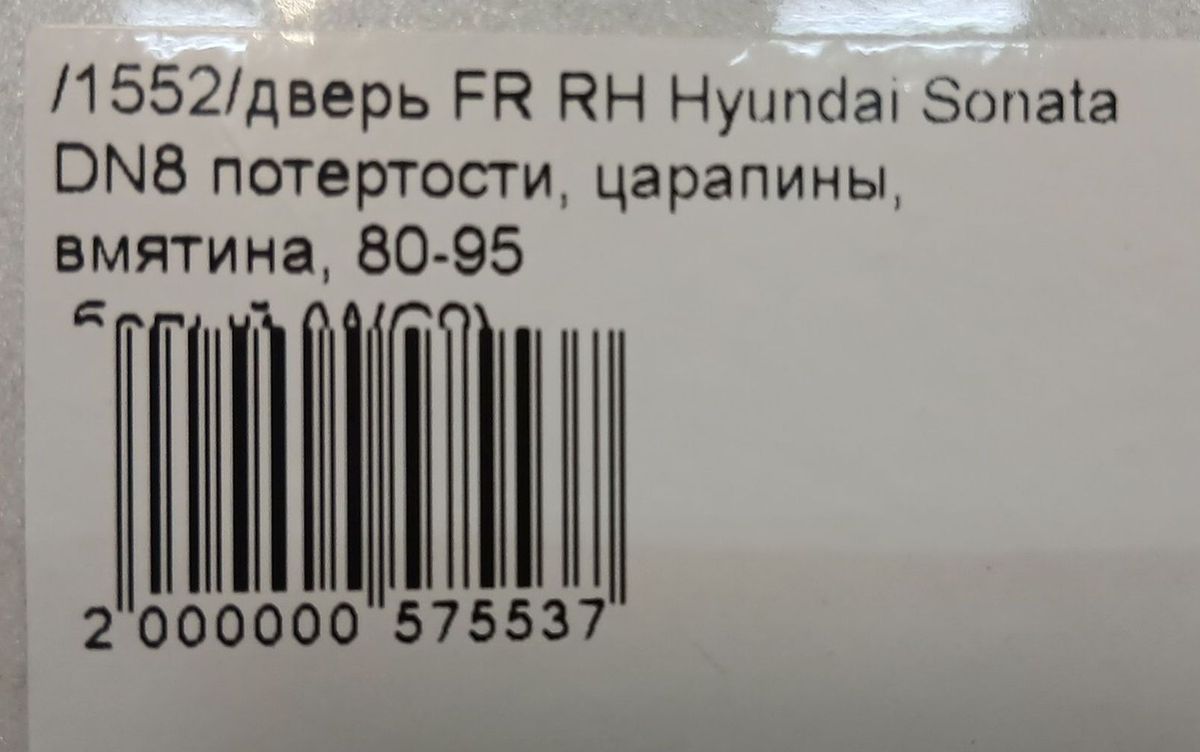 /1552/дверь FR RH Hyundai Sonata
DN8 потертости, царапины,
вмятина, 80-95
2 000000 575537